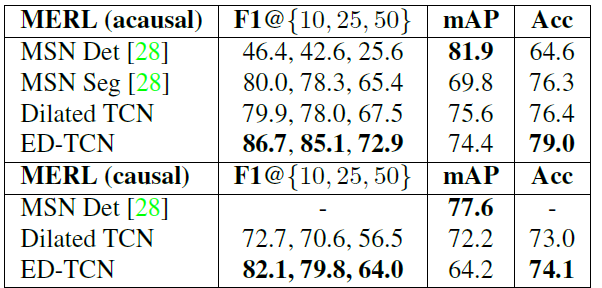 MERL (acausal) F1@{10, 25, 50} mAP Acc
MSN Det [28] 46.4, 42.6, 25.6 81.9 64.6
MSN Seg [28] 80.0, 78.3, 65.4 69.8 76.3
Dilated TCN 79.9, 78.0, 67.5 75.6 76.4
ED-TCN 86.7, 85.1, 72.9 74.4 79.0
MERL (causal) F1@{10, 25, 50} mAP Acc
MSN Det [28] - 77.6 -
Dilated TCN 72.7, 70.6, 56.5 72.2 73.0
ED-TCN 82.1, 79.8, 64.0 64.2 74.1